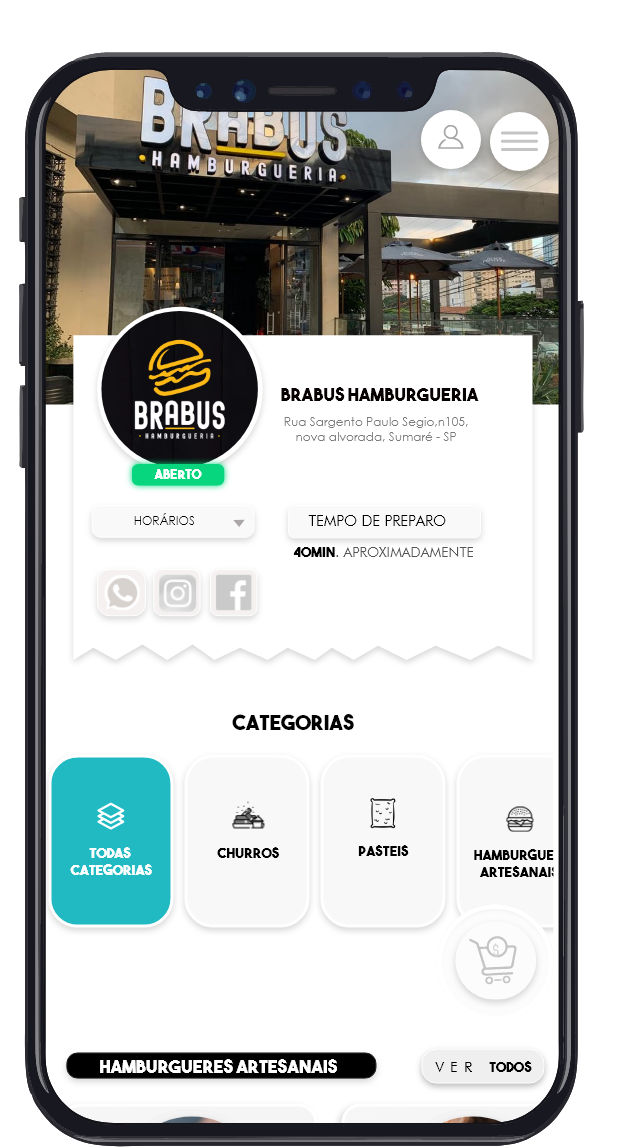 BRABUS
• HAMBURGUERIA •
BRABUS
• HAMBURGUERIA •
ABERTO
BRABUS HAMBURGUERIA
Rua Sargento Paulo Segio,n105,
nova alvorada, Sumaré - SP
HORÁRIOS
TEMPO DE PREPARO
40MIN. APROXIMADAMENTE
CATEGORIAS
TODAS
CATEGORIAS
CHURROS
PASTEIS
HAMBURGUE
ARTESANAIS
$
HAMBURGUERES ARTESANAIS
VER TODOS